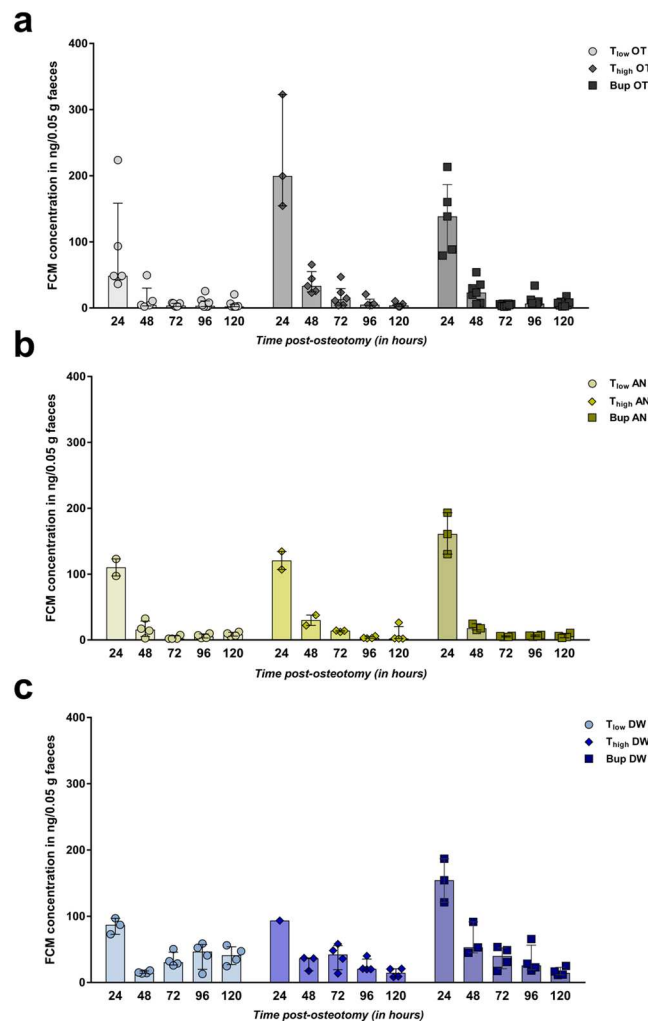 a
FCM concentration in ng/0.05 g faeces
400
300
200
100
0
24 48 72 96 120 24 48 72 96 120 24 48 72 96 120
Time post-osteotomy (in hours)
Tlow OT
Thigh OT
Bup OT
b
FCM concentration in ng/0.05 g faeces
400
300
200
100
0
24 48 72 96 120 24 48 72 96 120 24 48 72 96 120
Time post-osteotomy (in hours)
Tlow AN
Thigh AN
Bup AN
c
FCM concentration in ng/0.05 g faeces
400
300
200
100
0
24 48 72 96 120 24 48 72 96 120 24 48 72 96 120
Time post-osteotomy (in hours)
Tlow DW
Thigh DW
Bup DW